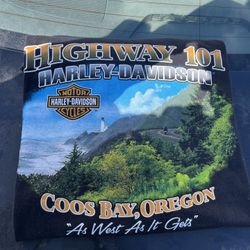 HIGHWAY 101
HARLEY-DAVIDSON
MOTOR
HARLEY-DAVIDSON
CYCLES
COOS BAY, OREGON
"As West As It Gets"